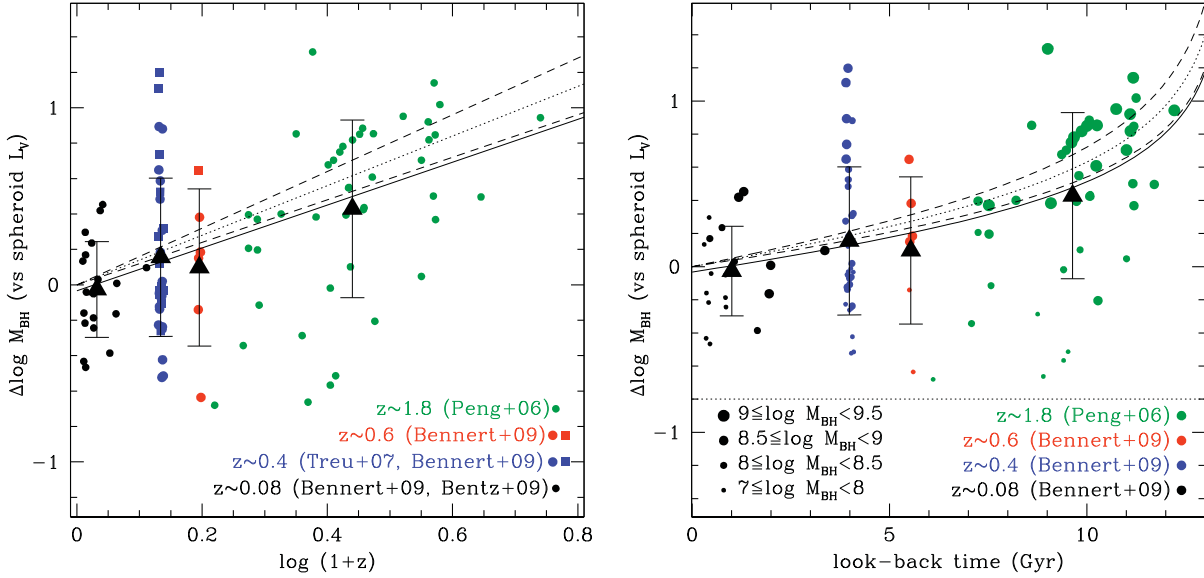 Δlog M_BH (vs spheroid L_V)
1
0
−1
z~1.8 (Peng+06)
z~0.6 (Bennert+09)
z~0.4 (Treu+07, Bennert+09)
z~0.08 (Bennert+09, Bentz+09)
0 0.2 0.4 0.6 0.8
log (1+z)
Δlog M_BH (vs spheroid L_V)
1
0
−1
9≦log M_BH<9.5
8.5≦log M_BH<9
8≦log M_BH<8.5
7≦log M_BH<8
z~1.8 (Peng+06)
z~0.6 (Bennert+09)
z~0.4 (Bennert+09)
z~0.08 (Bennert+09)
0 5 10
look-back time (Gyr)